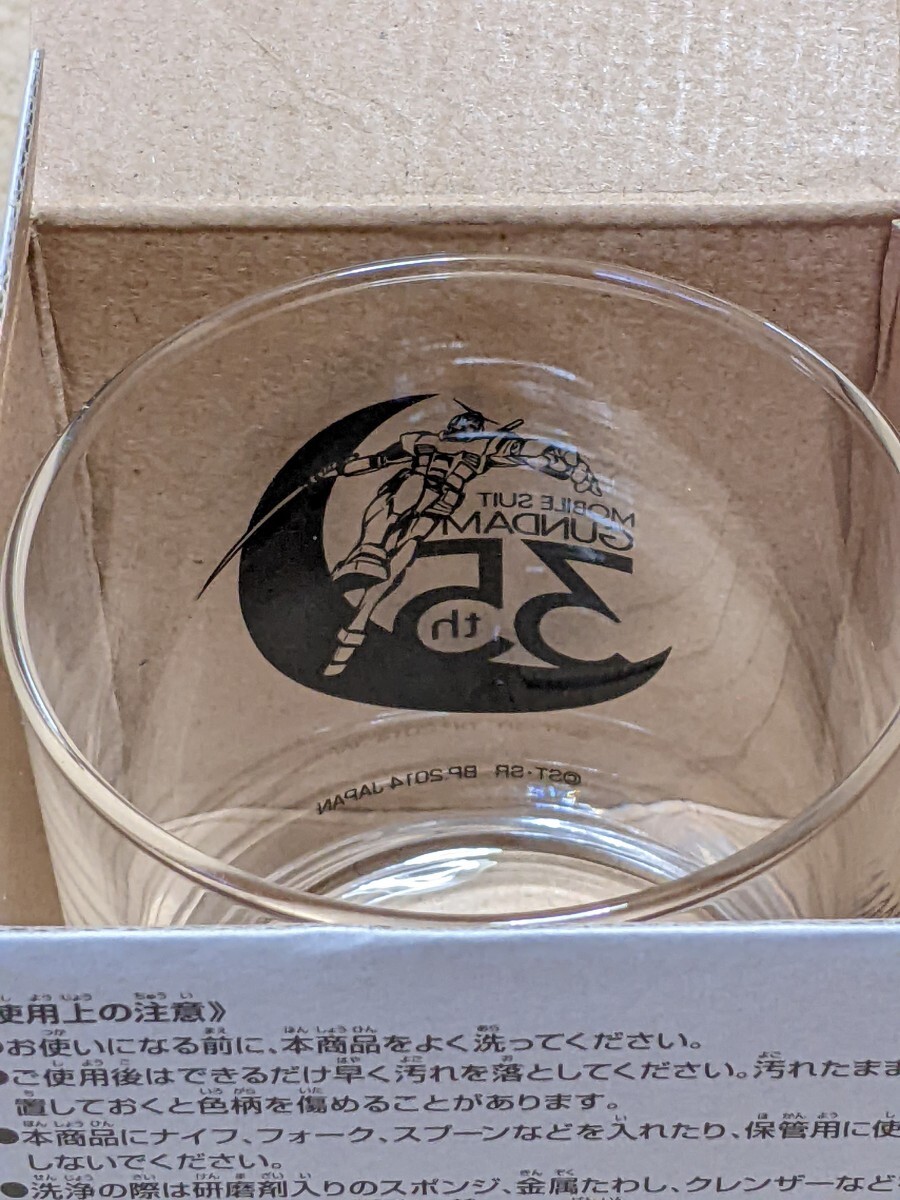 MOBILE SUIT
GUNDAM
35th
©ST・SR BP 2014 JAPAN
使用上の注意》
お使いになる前に、本商品をよく洗ってください。
●ご使用後はできるだけ早く汚れを落としてください。汚れたまま
置しておくと色柄を傷めることがあります。
●本商品にナイフ、フォーク、スプーンなどを入れたり、保管用に使
しないでください。
●洗浄の際は研磨剤入りのスポンジ、金属たわし、クレンザーなど